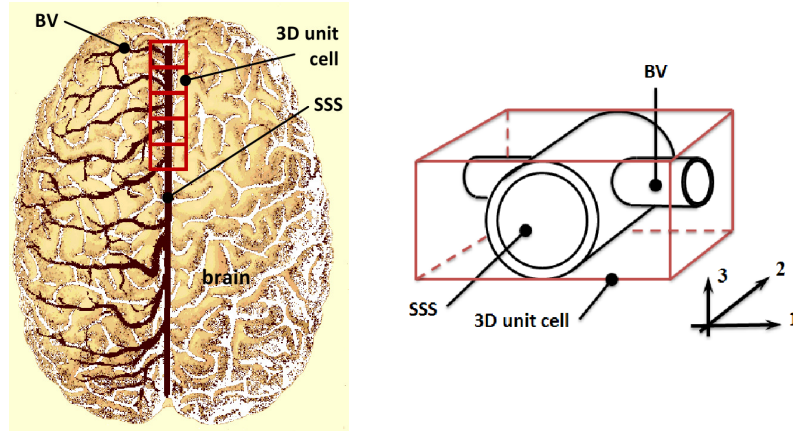 BV
3D unit
cell
SSS
brain
BV
SSS
3D unit cell
3
2
1